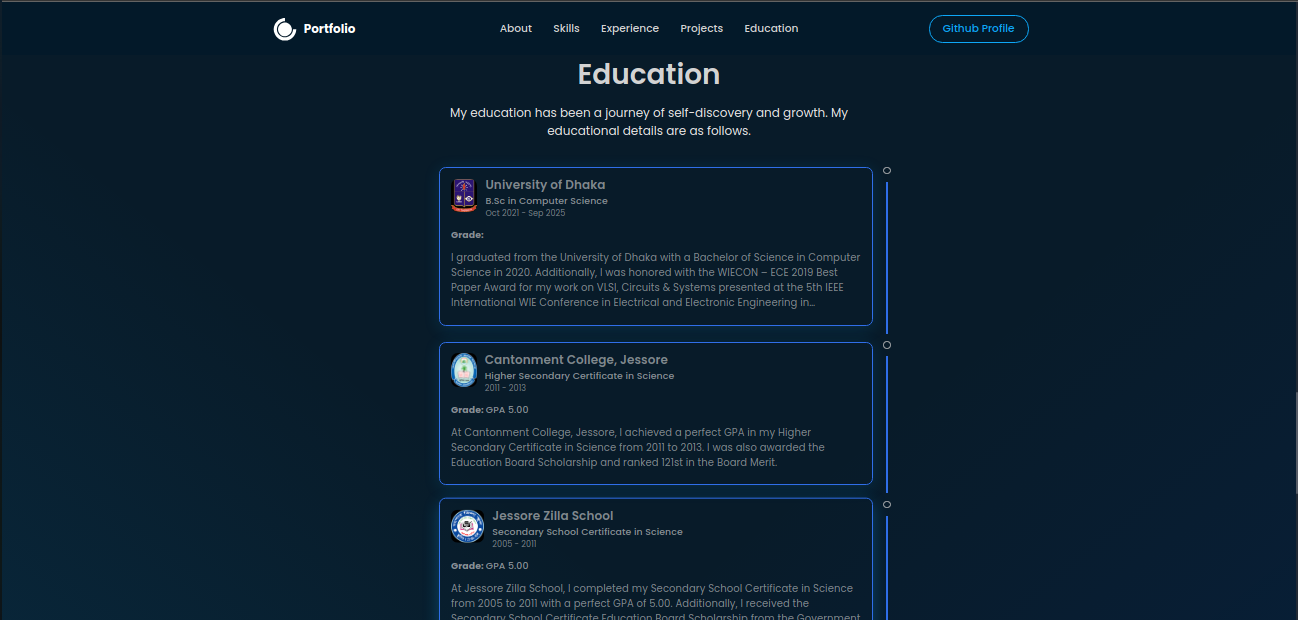 Portfolio
About Skills Experience Projects Education
Github Profile
Education
My education has been a journey of self-discovery and growth. My
educational details are as follows.
University of Dhaka
B.Sc in Computer Science
Oct 2021 - Sep 2025
Grade:
I graduated from the University of Dhaka with a Bachelor of Science in Computer
Science in 2020. Additionally, I was honored with the WIECON – ECE 2019 Best
Paper Award for my work on VLSI, Circuits & Systems presented at the 5th IEEE
International WIE Conference in Electrical and Electronic Engineering in...
Cantonment College, Jessore
Higher Secondary Certificate in Science
2011 - 2013
Grade: GPA 5.00
At Cantonment College, Jessore, I achieved a perfect GPA in my Higher
Secondary Certificate in Science from 2011 to 2013. I was also awarded the
Education Board Scholarship and ranked 121st in the Board Merit.
Jessore Zilla School
Secondary School Certificate in Science
2005 - 2011
Grade: GPA 5.00
At Jessore Zilla School, I completed my Secondary School Certificate in Science
from 2005 to 2011 with a perfect GPA of 5.00. Additionally, I received the
Secondary School Certificate Education Board Scholarship from the Government